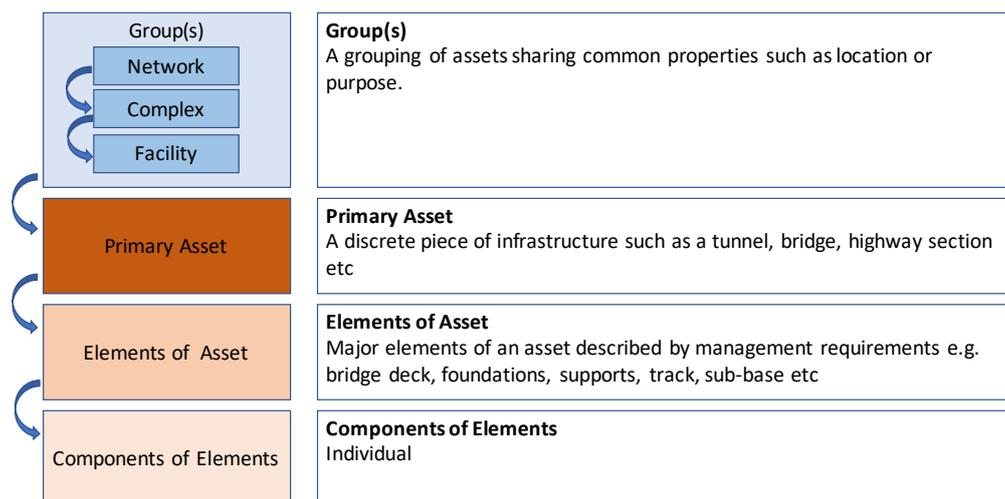 Group(s)
Network
Complex
Facility
Group(s)
A grouping of assets sharing common properties such as location or
purpose.
Primary Asset
Primary Asset
A discrete piece of infrastructure such as a tunnel, bridge, highway section
etc
Elements of Asset
Elements of Asset
Major elements of an asset described by management requirements e.g.
bridge deck, foundations, supports, track, sub-base etc
Components of Elements
Components of Elements
Individual